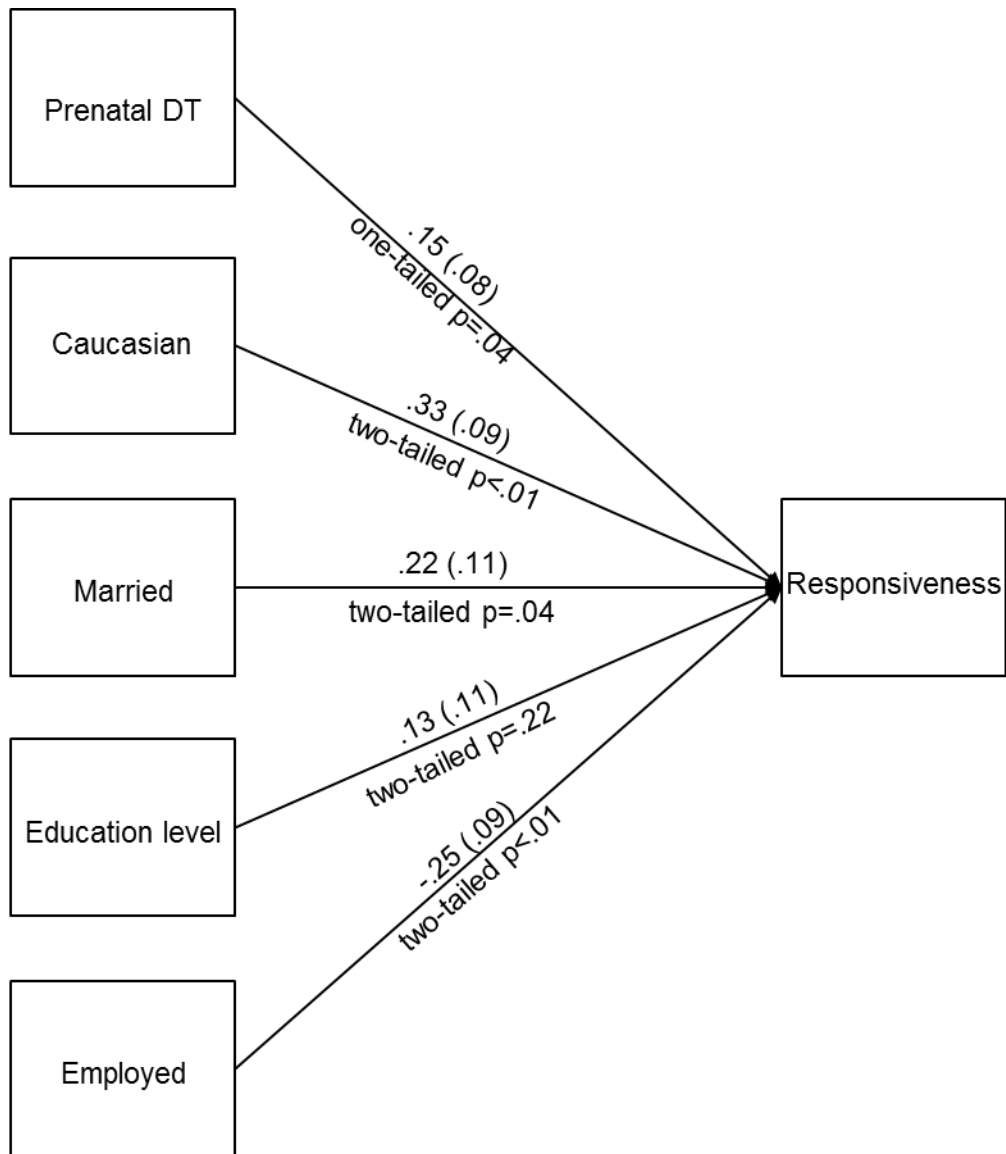 Prenatal DT
.15 (.08)
one-tailed p=.04
Caucasian
.33 (.09)
two-tailed p<.01
Married
.22 (.11)
two-tailed p=.04
Responsiveness
Education level
.13 (.11)
two-tailed p=.22
Employed
-.25 (.09)
two-tailed p<.01